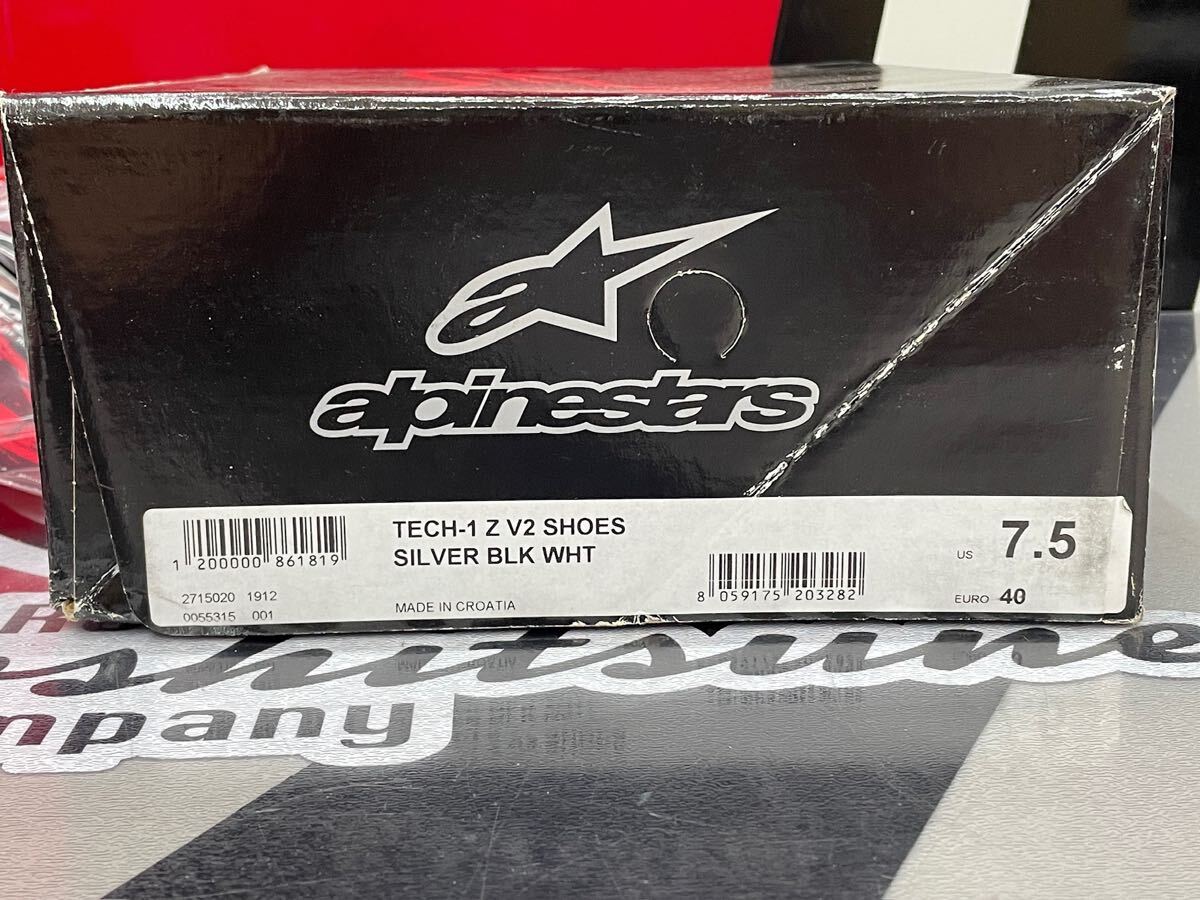 alpinestars
1 200000 861819
TECH-1 Z V2 SHOES
SILVER BLK WHT
2715020 1912
0055315 001
MADE IN CROATIA
8 059175 203282
US 7.5
EURO 40
shitsune
mpany